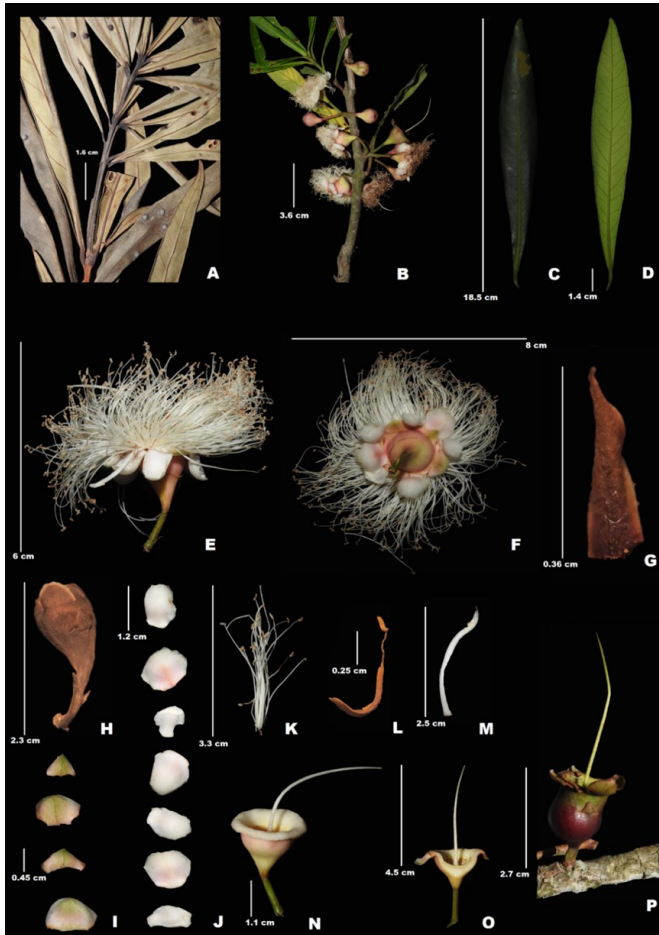 1.6 cm
A
3.6 cm
B
18.5 cm
C
1.4 cm
D
6 cm
E
8 cm
F
0.36 cm
G
2.3 cm
H
1.2 cm
0.45 cm
I
J
3.3 cm
K
0.25 cm
L
2.5 cm
M
1.1 cm
N
4.5 cm
O
2.7 cm
P